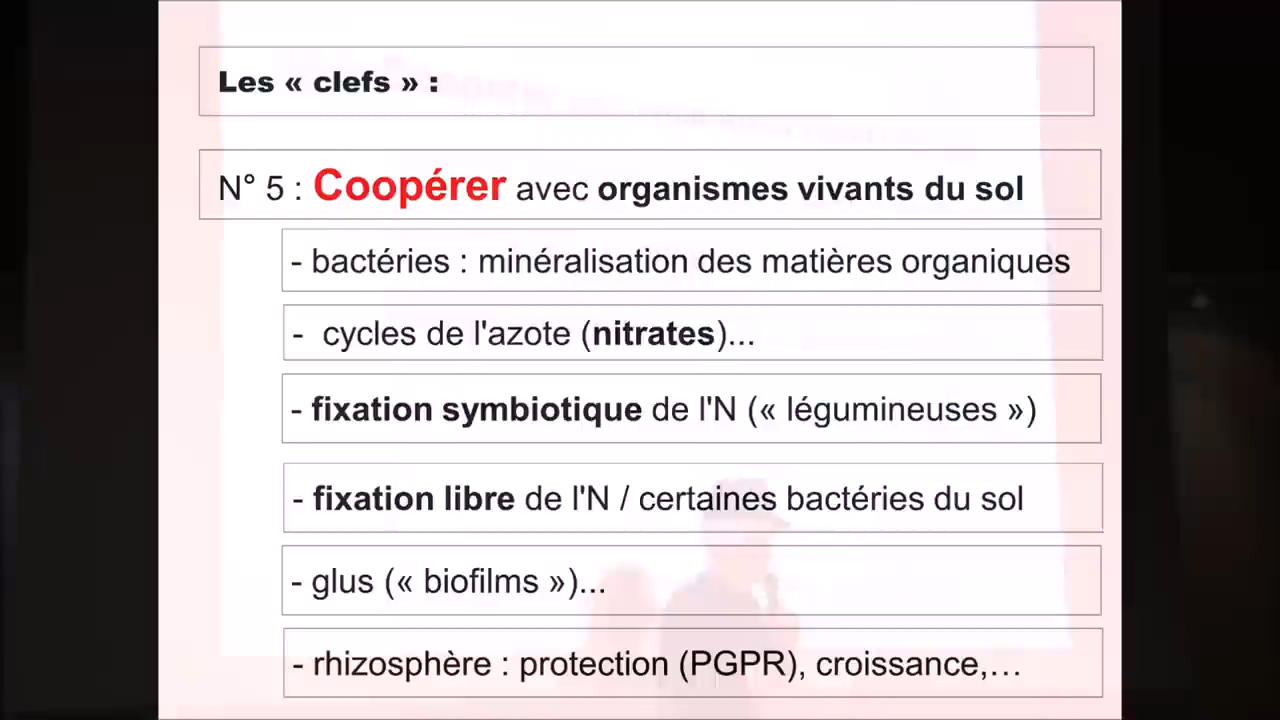 Les « clefs » :
N° 5 : Coopérer avec organismes vivants du sol
- bactéries : minéralisation des matières organiques
- cycles de l'azote (nitrates)...
- fixation symbiotique de l'N (« légumineuses »)
- fixation libre de l'N / certaines bactéries du sol
- glus (« biofilms »)...
- rhizosphère : protection (PGPR), croissance,…